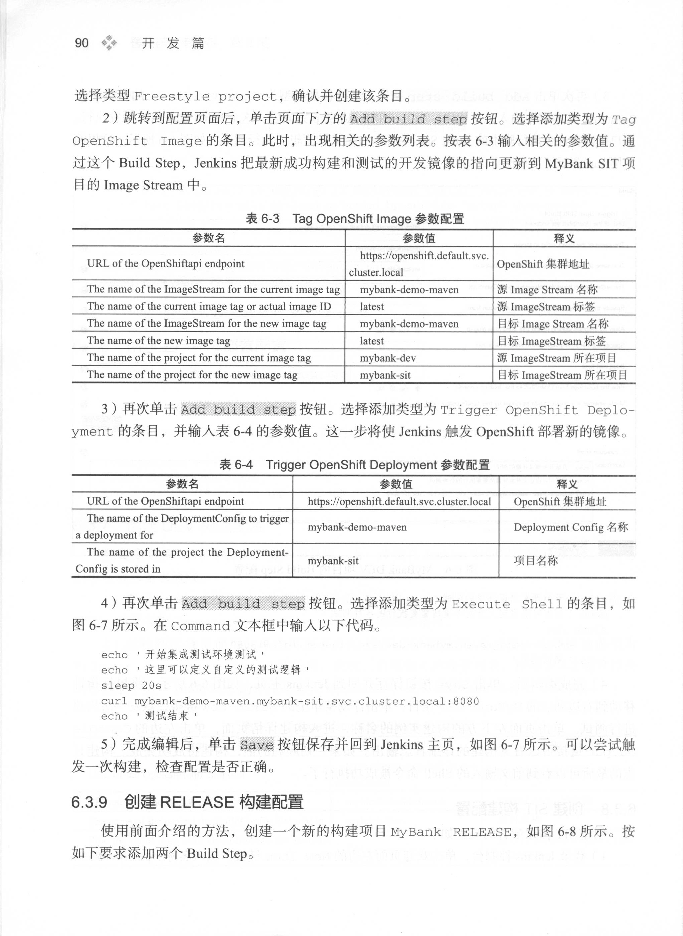 90 开发篇
选择类型 Freestyle project，确认并创建该条目。
2）跳转到配置页面后，单击页面下方的 Add build step 按钮。选择添加类型为 Tag
OpenShift Image 的条目。此时，出现相关的参数列表。按表 6-3 输入相关的参数值。通
过这个 Build Step，Jenkins 把最新成功构建和测试的开发镜像的指向更新到 MyBank SIT 项
目的 Image Stream 中。
表 6-3 Tag OpenShift Image 参数配置
参数名 参数值 释义
URL of the OpenShiftapi endpoint https://openshift.default.svc. OpenShift 集群地址
cluster.local
The name of the ImageStream for the current image tag mybank-demo-maven 源 Image Stream 名称
The name of the current image tag or actual image ID latest 源 ImageStream 标签
The name of the ImageStream for the new image tag mybank-demo-maven 目标 Image Stream 名称
The name of the new image tag latest 目标 ImageStream 标签
The name of the project for the current image tag mybank-dev 源 ImageStream 所在项目
The name of the project for the new image tag mybank-sit 目标 ImageStream 所在项目
3）再次单击 Add build step 按钮。选择添加类型为 Trigger OpenShift Deplo-
yment 的条目，并输入表 6-4 的参数值。这一步将使 Jenkins 触发 OpenShift 部署新的镜像。
表 6-4 Trigger OpenShift Deployment 参数配置
参数名 参数值 释义
URL of the OpenShiftapi endpoint https://openshift.default.svc.cluster.local OpenShift 集群地址
The name of the DeploymentConfig to trigger
a deployment for mybank-demo-maven Deployment Config 名称
The name of the project the Deployment-
Config is stored in mybank-sit 项目名称
4）再次单击 Add build step 按钮。选择添加类型为 Execute Shell 的条目，如
图 6-7 所示。在 Command 文本框中输入以下代码。
echo '开始集成测试环境测试'
echo '这里可以定义自定义的测试逻辑'
sleep 20s
curl mybank-demo-maven.mybank-sit.svc.cluster.local:8080
echo '测试结束'
5）完成编辑后，单击 Save 按钮保存并回到 Jenkins 主页，如图 6-7 所示。可以尝试触
发一次构建，检查配置是否正确。
6.3.9 创建 RELEASE 构建配置
使用前面介绍的方法，创建一个新的构建项目 MyBank RELEASE，如图 6-8 所示。按
如下要求添加两个 Build Step。